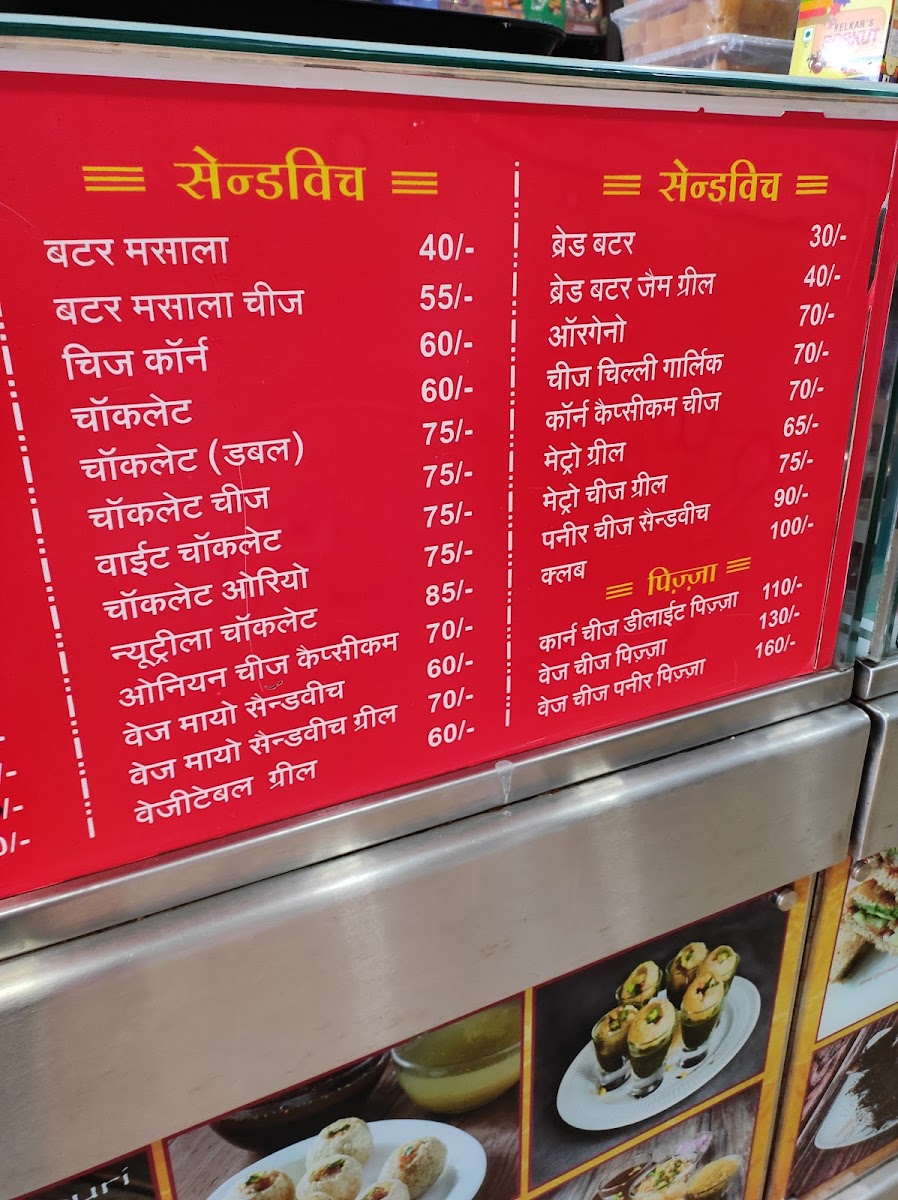 KELKAR'S
सेन्डविच
बटर मसाला 40/-
बटर मसाला चीज 55/-
चिज कॉर्न 60/-
चॉकलेट 60/-
चॉकलेट (डबल) 75/-
चॉकलेट चीज 75/-
वाईट चॉकलेट 75/-
चॉकलेट ओरियो 75/-
न्यूट्रीला चॉकलेट 85/-
ओनियन चीज कैप्सीकम 70/-
वेज मायो सैन्डवीच 60/-
वेज मायो सैन्डवीच ग्रील 70/-
वेजीटेबल ग्रील 60/-
सेन्डविच
ब्रेड बटर 30/-
ब्रेड बटर जैम ग्रील 40/-
ऑरगेनो 70/-
चीज चिल्ली गार्लिक 70/-
कॉर्न कैप्सीकम चीज 70/-
मेट्रो ग्रील 65/-
मेट्रो चीज ग्रील 75/-
पनीर चीज सैन्डवीच 90/-
क्लब 100/-
पिज़्ज़ा
कार्न चीज डीलाईट पिज़्ज़ा 110/-
वेज चीज पिज़्ज़ा 130/-
वेज चीज पनीर पिज़्ज़ा 160/-